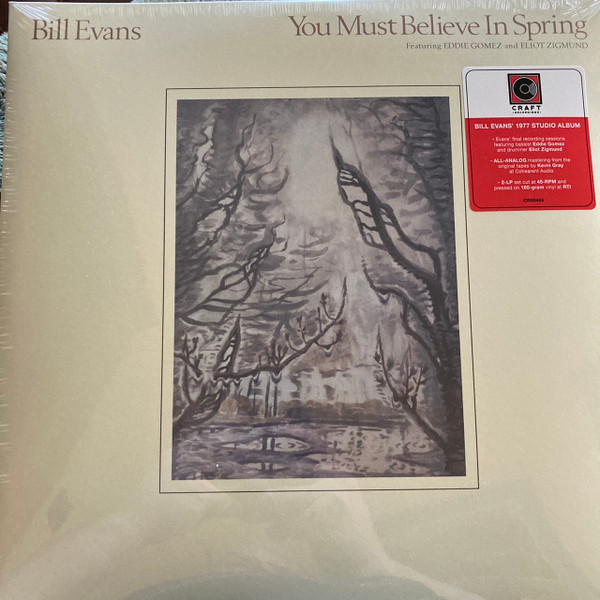 Bill Evans
You Must Believe In Spring
Featuring EDDIE GOMEZ and ELIOT ZIGMUND
CRAFT
RECORDINGS
BILL EVANS' 1977 STUDIO ALBUM
• Evans' final recording sessions
featuring bassist Eddie Gomez
and drummer Eliot Zigmund
• ALL-ANALOG mastering from the
original tapes by Kevin Gray
at Cohearent Audio
• 2-LP set cut at 45-RPM and
pressed on 180-gram vinyl at RTI